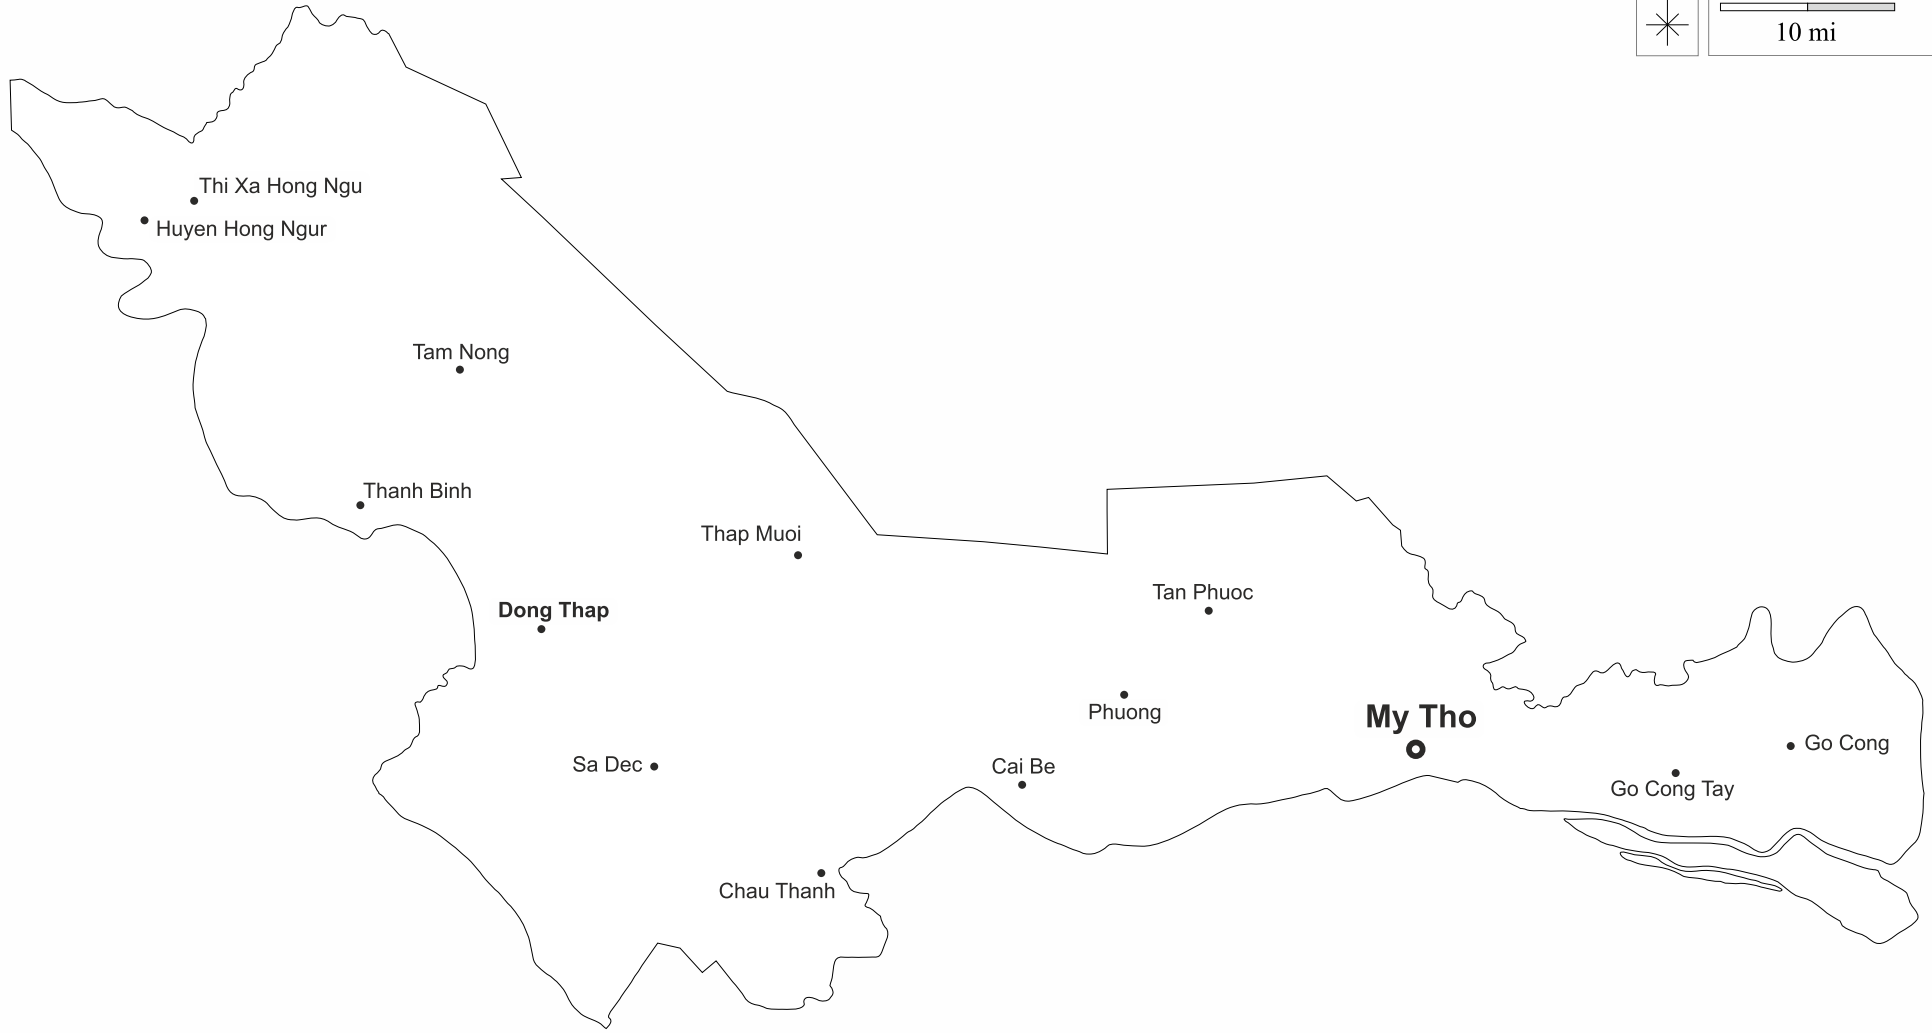 10 mi
Thi Xa Hong Ngu
Huyen Hong Ngur
Tam Nong
Thanh Binh
Thap Muoi
Tan Phuoc
Dong Thap
Phuong
My Tho
Go Cong
Sa Dec
Cai Be
Go Cong Tay
Chau Thanh